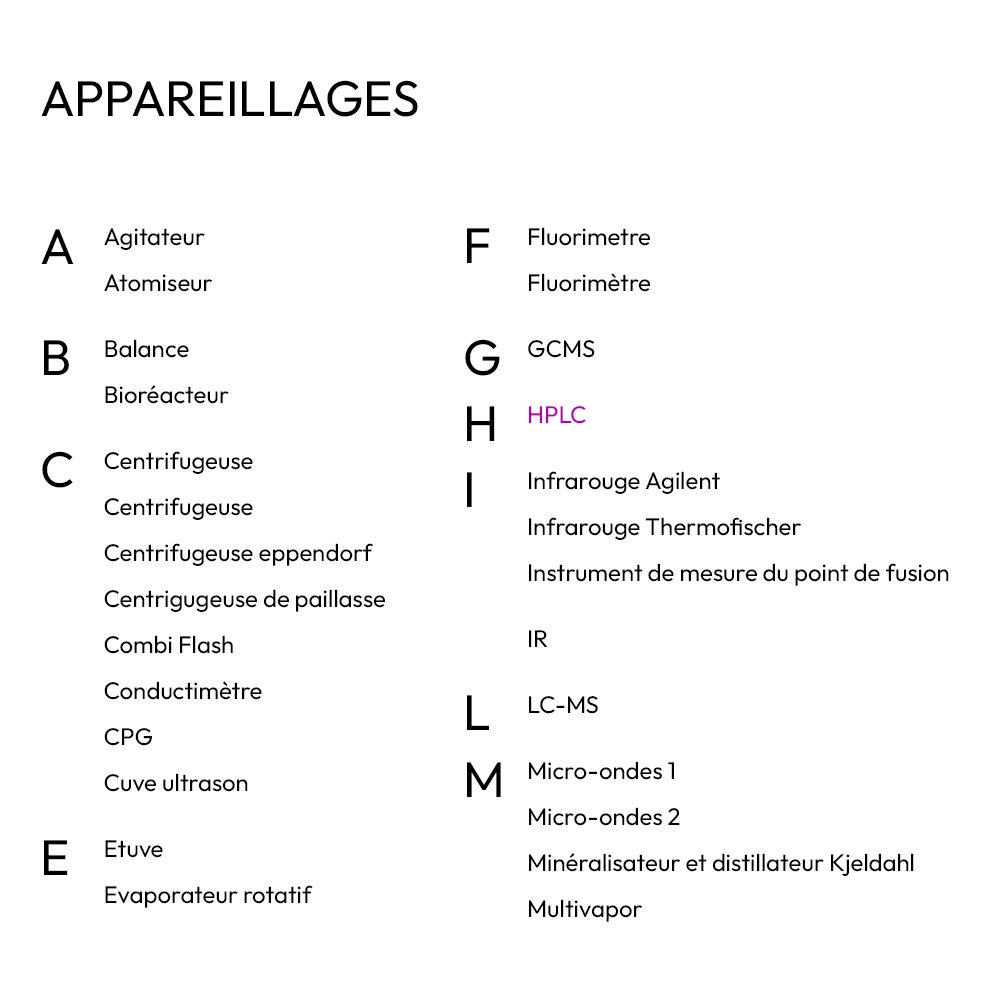 APPAREILLAGES
A
Agitateur
Atomiseur
B
Balance
Bioréacteur
C
Centrifugeuse
Centrifugeuse
Centrifugeuse eppendorf
Centrigugeuse de paillasse
Combi Flash
Conductimètre
CPG
Cuve ultrason
E
Etuve
Evaporateur rotatif
F
Fluorimetre
Fluorimètre
G
GCMS
H
HPLC
I
Infrarouge Agilent
Infrarouge Thermofischer
Instrument de mesure du point de fusion
IR
L
LC-MS
M
Micro-ondes 1
Micro-ondes 2
Minéralisateur et distillateur Kjeldahl
Multivapor